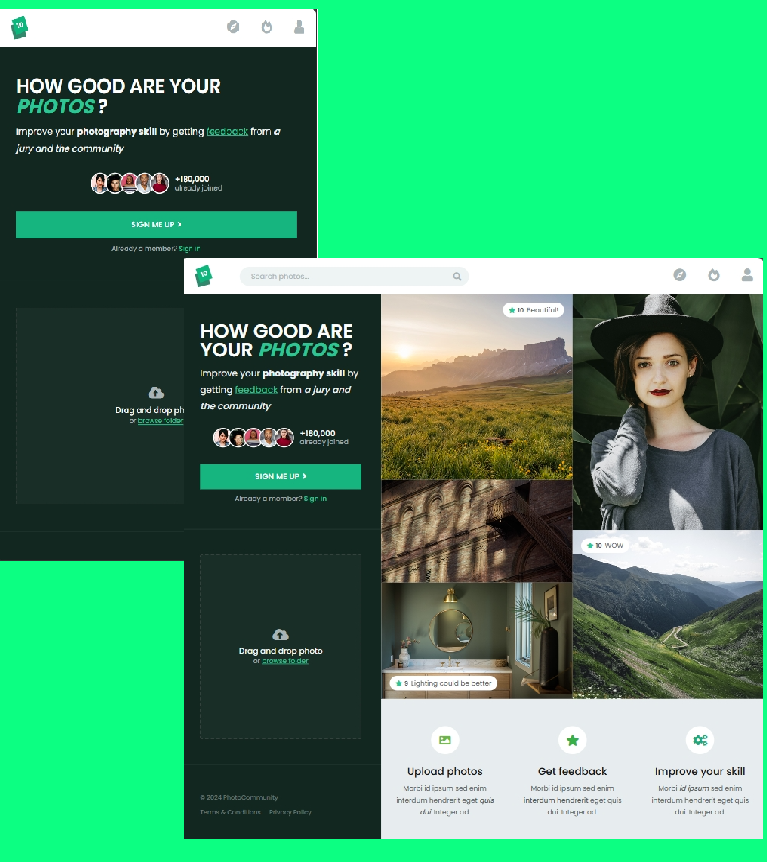 10
HOW GOOD ARE YOUR
PHOTOS ?
Improve your photography skill by getting feedback from a
jury and the community
+180,000
already joined
SIGN ME UP >
Already a member? Sign in
Drag and drop ph
or browse folder
Search photos...
HOW GOOD ARE
YOUR PHOTOS ?
Improve your photography skill by
getting feedback from a jury and
the community
+180,000
already joined
SIGN ME UP >
Already a member? Sign in
Drag and drop photo
or browse folder
© 2024 PhotoCommunity
Terms & Conditions Privacy Policy
10 Beautiful!
10 WOW
9 Lighting could be better
Upload photos
Morbi id ipsum sed enim
interdum hendrerit eget quis
dui Integer od
Get feedback
Morbi id ipsum sed enim
interdum hendrerit eget quis
dui Integer od
Improve your skill
Morbi id ipsum sed enim
interdum hendrerit eget quis
dui Integer od